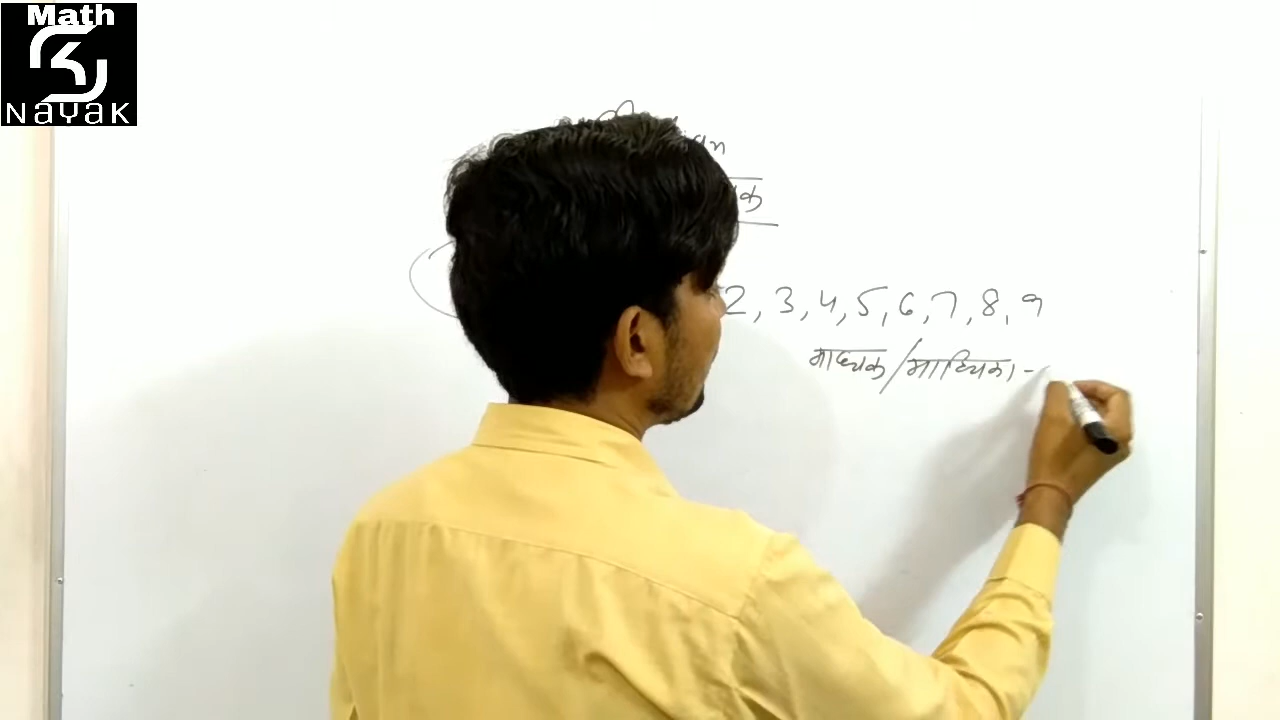 Math
NAYAK
2, 3, 4, 5, 6, 7, 8, 9
माध्यक/माध्यिका -